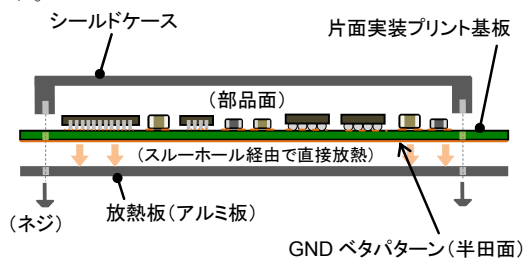 シールドケース
片面実装プリント基板
(部品面)
(スルーホール経由で直接放熱)
(ネジ)
放熱板(アルミ板)
GND ベタパターン(半田面)